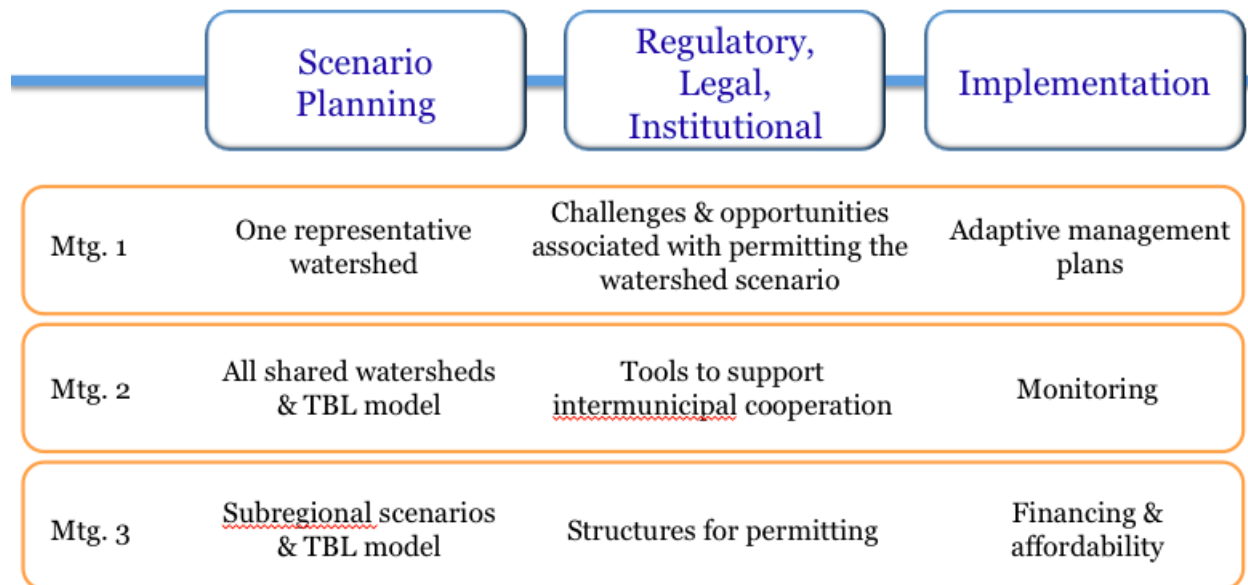 Scenario
Planning
Regulatory,
Legal,
Institutional
Implementation
Mtg. 1
One representative
watershed
Challenges & opportunities
associated with permitting the
watershed scenario
Adaptive management
plans
Mtg. 2
All shared watersheds
& TBL model
Tools to support
intermunicipal cooperation
Monitoring
Mtg. 3
Subregional scenarios
& TBL model
Structures for permitting
Financing &
affordability